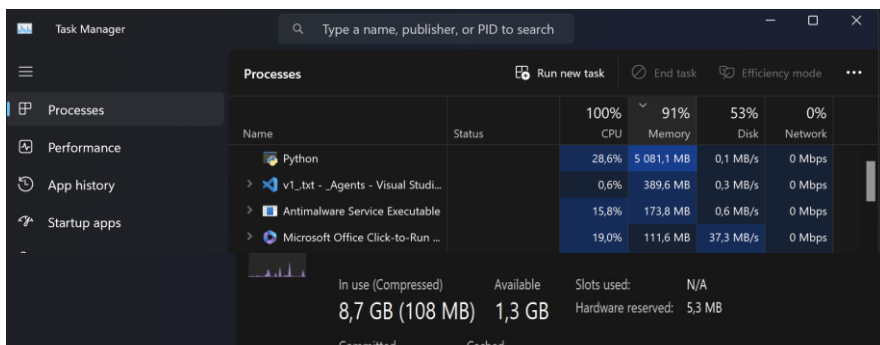 Task Manager
Type a name, publisher, or PID to search
Processes
Run new task
End task
Efficiency mode
Processes
Performance
App history
Startup apps
100% 91% 53% 0%
Name Status CPU Memory Disk Network
Python 28,6% 5 081,1 MB 0,1 MB/s 0 Mbps
v1_.txt - _Agents - Visual Studi... 0,6% 389,6 MB 0,3 MB/s 0 Mbps
Antimalware Service Executable 15,8% 173,8 MB 0,6 MB/s 0 Mbps
Microsoft Office Click-to-Run ... 19,0% 111,6 MB 37,3 MB/s 0 Mbps
In use (Compressed) Available Slots used: N/A
8,7 GB (108 MB) 1,3 GB Hardware reserved: 5,3 MB
Committed Cached